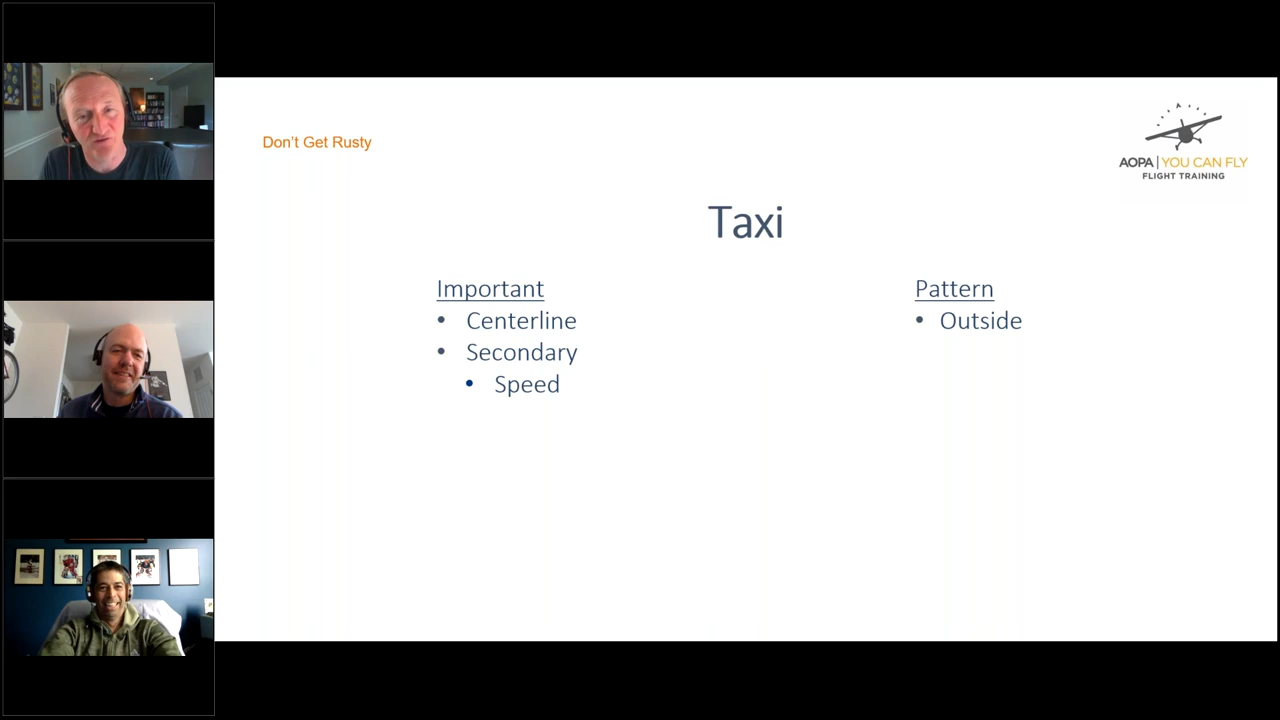 Don't Get Rusty
AOPA | YOU CAN FLY
FLIGHT TRAINING
Taxi
Important
• Centerline
• Secondary
• Speed
Pattern
• Outside